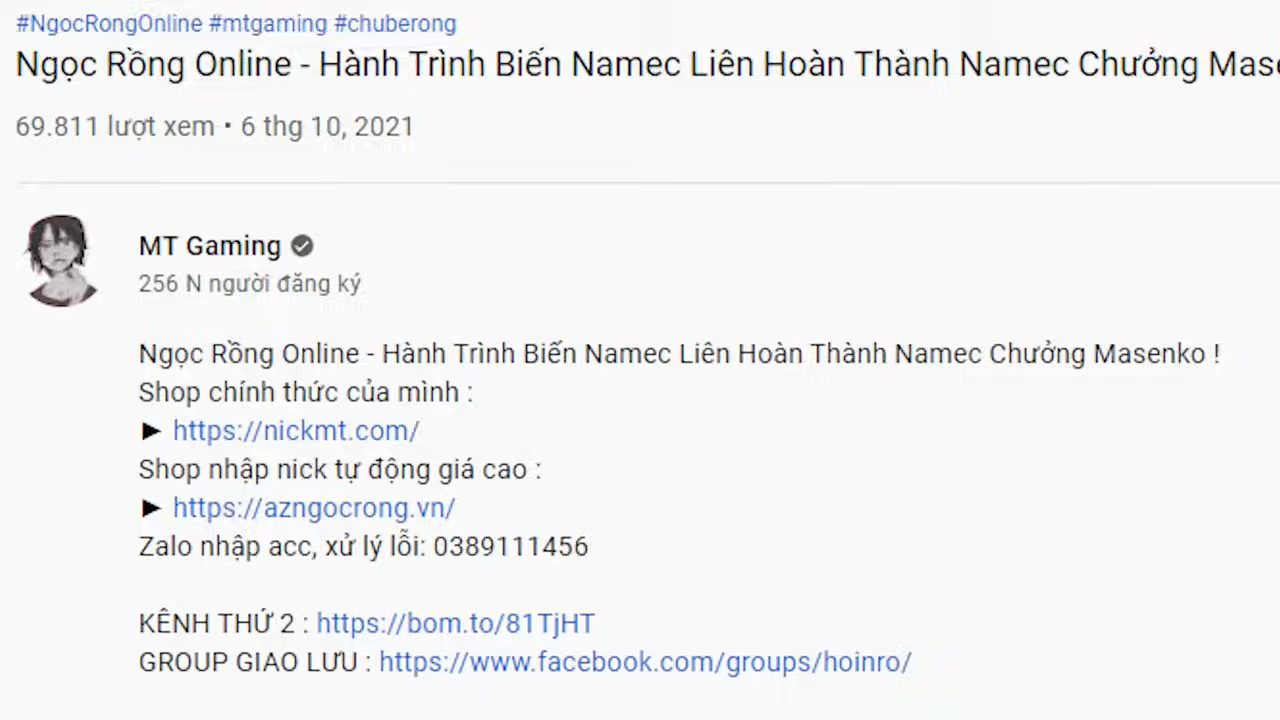 #NgocRongOnline #mtgaming #chuberong
Ngọc Rồng Online - Hành Trình Biến Namec Liên Hoàn Thành Namec Chưởng Mase
69.811 lượt xem • 6 thg 10, 2021
MT Gaming
256 N người đăng ký
Ngọc Rồng Online - Hành Trình Biến Namec Liên Hoàn Thành Namec Chưởng Masenko !
Shop chính thức của mình :
► https://nickmt.com/
Shop nhập nick tự động giá cao :
► https://azngocrong.vn/
Zalo nhập acc, xử lý lỗi: 0389111456
KÊNH THỨ 2 : https://bom.to/81TjHT
GROUP GIAO LƯU : https://www.facebook.com/groups/hoinro/